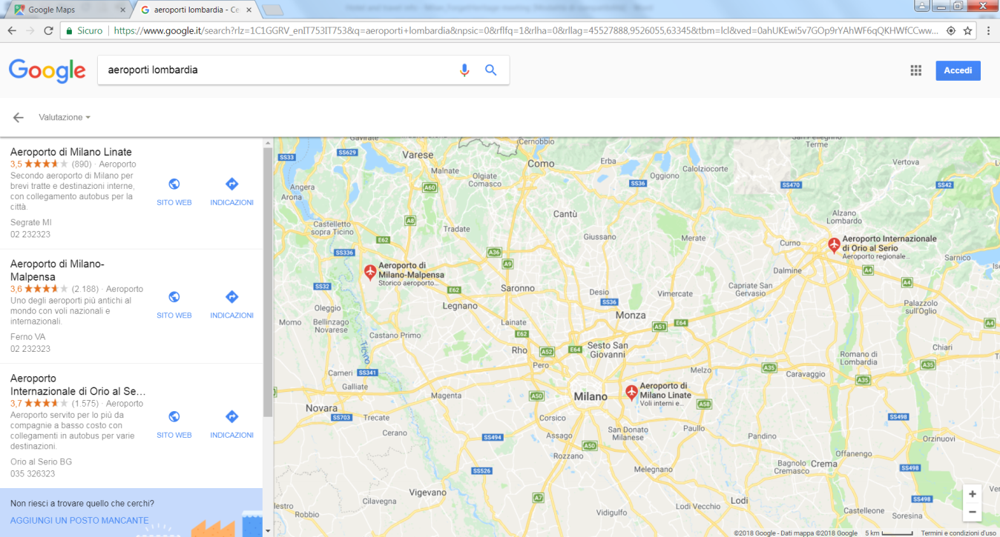 Google Maps
aeroporti lombardia - Ce
Sicuro
https://www.google.it/search?rlz=1C1GGRV_enIT753IT753&q=aeroporti+lombardia&npsic=0&rflfq=1&rlha=0&rllag=45527888,9526055,63345&tbm=lcl&ved=0ahUKEwi5v7GOp9rYAhWF6qQKHWfCCww...
Google
aeroporti lombardia
Accedi
Valutazione
Aeroporto di Milano Linate
3,5 (890) · Aeroporto
Secondo aeroporto di Milano per
brevi tratte e destinazioni interne,
con collegamento autobus per la
città.
Segrate MI
02 232323
SITO WEB
INDICAZIONI
Aeroporto di Milano-
Malpensa
3,6 (2.188) · Aeroporto
Uno degli aeroporti più antichi al
mondo con voli nazionali e
internazionali.
Ferno VA
02 232323
SITO WEB
INDICAZIONI
Aeroporto
Internazionale di Orio al Se...
3,7 (1.575) · Aeroporto
Aeroporto servito per lo più da
compagnie a basso costo con
collegamenti in autobus per varie
destinazioni.
Orio al Serio BG
035 326323
SITO WEB
INDICAZIONI
Non riesci a trovare quello che cerchi?
AGGIUNGI UN POSTO MANCANTE
Gavirate
Cernobbio
San Pellegrino
Terme
SS33
SS629
Varese
Como
Erba
Vertova
Malnate
Olgiate
Comasco
Oggiono
Calolziocorte
Angera
A60
SS36
SS470
SS42
Arona
Cantù
Alzano
Lombardo
Castelletto
sopra Ticino
A8
Tradate
Giussano
Merate
Curno
Aeroporto Internazionale
di Orio al Serio
Aeroporto regionale...
E62
SS336
A36
A9
Sarnico
Aeroporto di
Milano-Malpensa
Storico aeroporto...
Dalmine
A4
SS32
E62
Saronno
Desio
Capriate San
Gervasio
A4
Oleggio
Legnano
SS36
Vimercate
Palazzolo
sull'Oglio
Monza
Momo
Bellinzago
Novarese
Lainate
A51
E64
A4
Castano Primo
E62
Rho
A52
E64
Sesto San
Giovanni
Chiari
Ticino
Pero
Romano di
Lombardia
Cameri
SS341
Melzo
A35
Caravaggio
A35
A35
Galliate
Magenta
A50
Milano
Aeroporto di
Milano Linate
Voli interni e...
A58
Novara
SS703
Trecate
Corsico
SS498
Cerano
SS494
Assago
San Donato
Milanese
Paullo
Pandino
Orzinuovi
A50
Rozzano
Offanengo
SS526
Melegnano
Bagnolo
Cremasco
Crema
SS498
Vigevano
A7
Lodi
SS498
Cilavegna
Robbio
Vidigulfo
Lodi Vecchio
Castelleone
Soresina
©2018 Google - Dati mappa ©2018 Google
5 km
Termini e condizioni d'uso